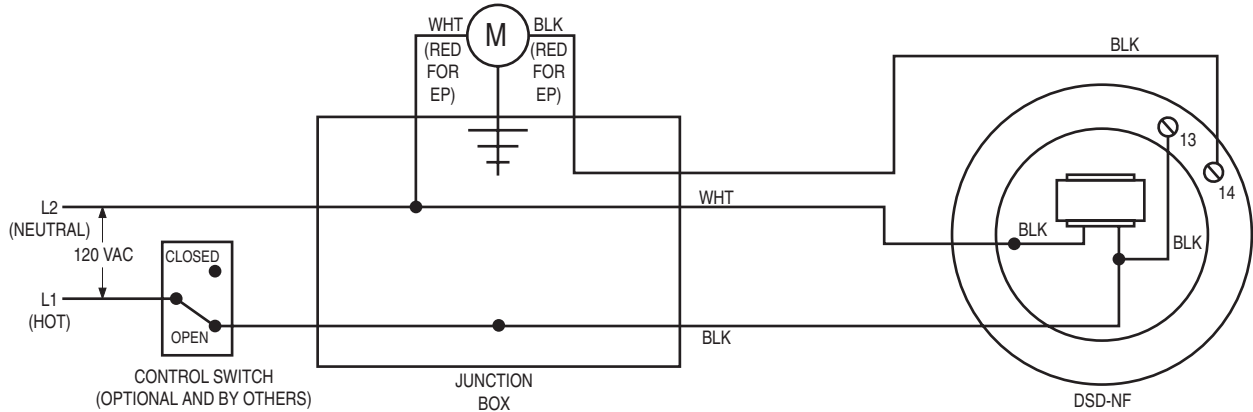 WHT
(RED
FOR
EP)
M
BLK
(RED
FOR
EP)
BLK
13
14
WHT
L2
(NEUTRAL)
120 VAC
CLOSED
BLK
BLK
L1
(HOT)
OPEN
BLK
CONTROL SWITCH
(OPTIONAL AND BY OTHERS)
JUNCTION
BOX
DSD-NF